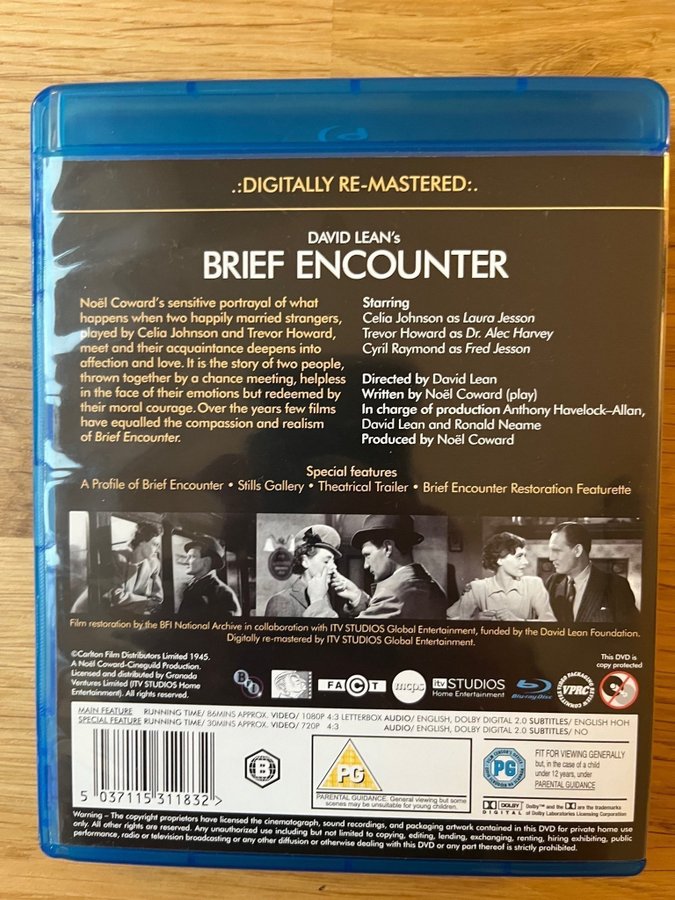 .:DIGITALLY RE-MASTERED:.
DAVID LEAN's
BRIEF ENCOUNTER
Noël Coward's sensitive portrayal of what
happens when two happily married strangers,
played by Celia Johnson and Trevor Howard,
meet and their acquaintance deepens into
affection and love. It is the story of two people,
thrown together by a chance meeting, helpless
in the face of their emotions but redeemed by
their moral courage. Over the years few films
have equalled the compassion and realism
of Brief Encounter.
Starring
Celia Johnson as Laura Jesson
Trevor Howard as Dr. Alec Harvey
Cyril Raymond as Fred Jesson
Directed by David Lean
Written by Noël Coward (play)
In charge of production Anthony Havelock–Allan,
David Lean and Ronald Neame
Produced by Noël Coward
Special features
A Profile of Brief Encounter • Stills Gallery • Theatrical Trailer • Brief Encounter Restoration Featurette
Film restoration by the BFI National Archive in collaboration with ITV STUDIOS Global Entertainment, funded by the David Lean Foundation.
Digitally re-mastered by ITV STUDIOS Global Entertainment.
©Carlton Film Distributors Limited 1945.
A Noël Coward-Cineguild Production.
Licensed and distributed by Granada
Ventures Limited (ITV STUDIOS Home
Entertainment). All rights reserved.
BFI
FACT
mcps
itv STUDIOS
Home Entertainment
Blu-ray Disc
VPRC
This DVD is
copy protected
MAIN FEATURE RUNNING TIME/ 86MINS APPROX. VIDEO/ 1080P 4:3 LETTERBOX AUDIO/ ENGLISH, DOLBY DIGITAL 2.0 SUBTITLES/ ENGLISH HOH
SPECIAL FEATURE RUNNING TIME/ 30MINS APPROX. VIDEO/ 720P 4:3 AUDIO/ ENGLISH, DOLBY DIGITAL 2.0 SUBTITLES/ NO
5 037115 311832 >
B
PG
PARENTAL GUIDANCE. General viewing but some
scenes may be unsuitable for young children.
PG
FIT FOR VIEWING GENERALLY
but, in the case of a child
under 12 years, under
PARENTAL GUIDANCE
DOLBY
DIGITAL
Dolby™ and the are the trademarks
of Dolby Laboratories Licensing Corporation
Warning – The copyright proprietors have licensed the cinematograph, sound recordings, and packaging artwork contained in this DVD for private home use
only. All other rights are reserved. Any unauthorized use including but not limited to copying, editing, lending, exchanging, renting, hiring exhibiting, public
performance, radio or television broadcasting or any other diffusion or otherwise dealing with this DVD or any part thereof is strictly prohibited.